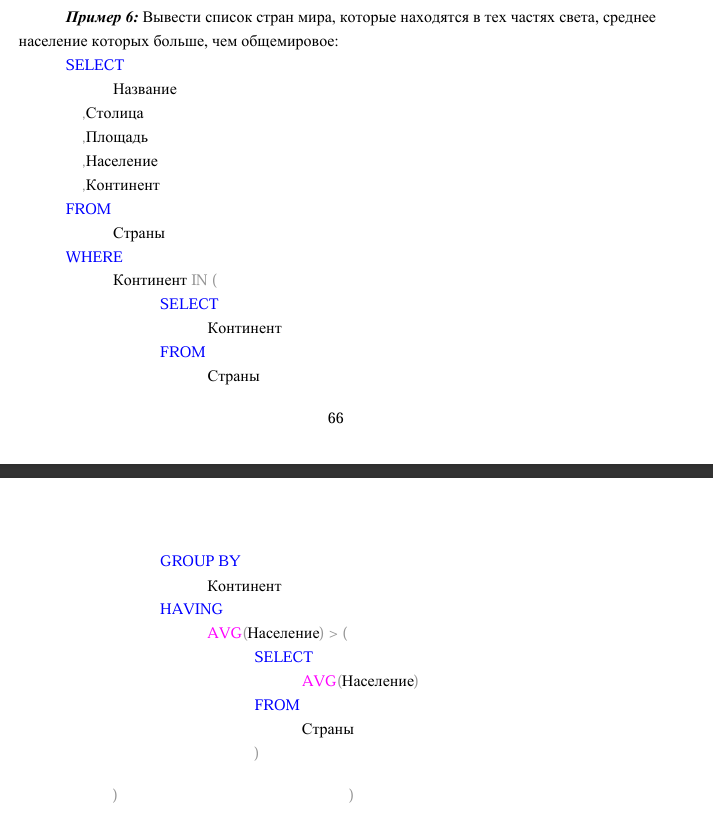 Пример 6: Вывести список стран мира, которые находятся в тех частях света, среднее
население которых больше, чем общемировое:
SELECT
Название
,Столица
,Площадь
,Население
,Континент
FROM
Страны
WHERE
Континент IN (
SELECT
Континент
FROM
Страны
66
GROUP BY
Континент
HAVING
AVG(Население) > (
SELECT
AVG(Население)
FROM
Страны
)
) )